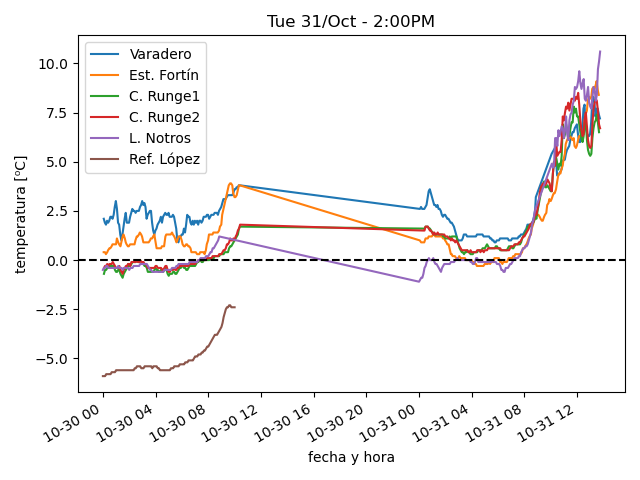 Tue 31/Oct - 2:00PM
Varadero
Est. Fortín
C. Runge1
C. Runge2
L. Notros
Ref. López
temperatura [ºC]
10.0
7.5
5.0
2.5
0.0
−2.5
−5.0
10-30 00
10-30 04
10-30 08
10-30 12
10-30 16
10-30 20
10-31 00
10-31 04
10-31 08
10-31 12
fecha y hora